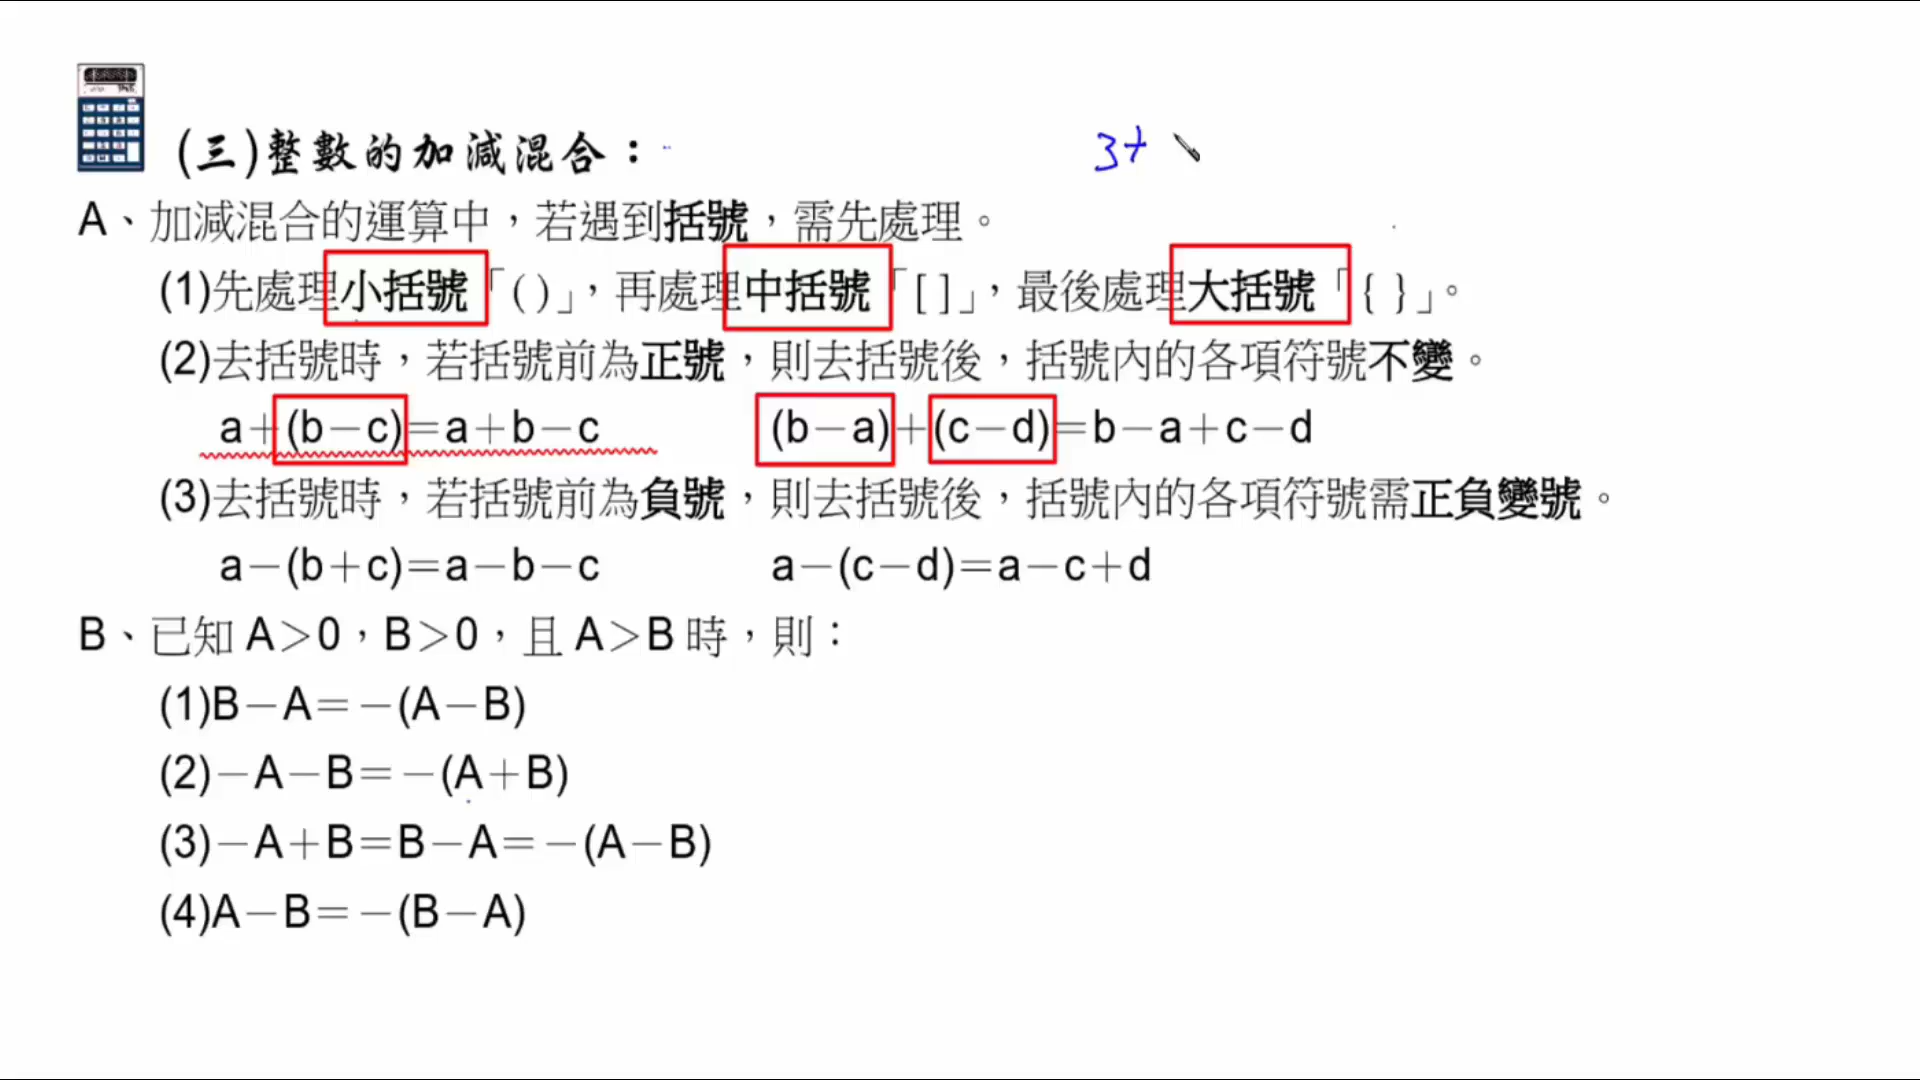 (三)整數的加減混合：
3+
A、加減混合的運算中，若遇到括號，需先處理。
(1)先處理小括號「( )」，再處理中括號「[ ]」，最後處理大括號「{ }」。
(2)去括號時，若括號前為正號，則去括號後，括號內的各項符號不變。
a＋(b－c)＝a＋b－c (b－a)＋(c－d)＝b－a＋c－d
(3)去括號時，若括號前為負號，則去括號後，括號內的各項符號需正負變號。
a－(b＋c)＝a－b－c a－(c－d)＝a－c＋d
B、已知 A＞0，B＞0，且 A＞B 時，則：
(1)B－A＝－(A－B)
(2)－A－B＝－(A＋B)
(3)－A＋B＝B－A＝－(A－B)
(4)A－B＝－(B－A)